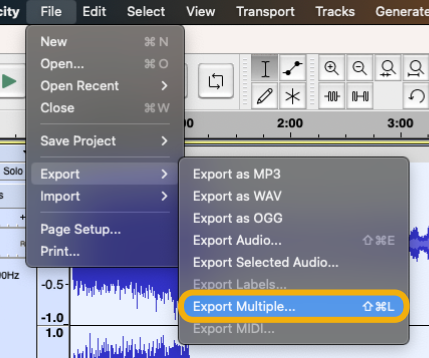 city File Edit Select View Transport Tracks Generate
New ⌘ N
Open... ⌘ O
Open Recent >
Close ⌘ W
Save Project >
Export >
Import >
Page Setup...
Print...
Export as MP3
Export as WAV
Export as OGG
Export Audio... ⇧⌘E
Export Selected Audio...
Export Labels...
Export Multiple... ⇧⌘L
Export MIDI...
2:00 3:00
Solo
00Hz
-0.5-
-1.0
1.0